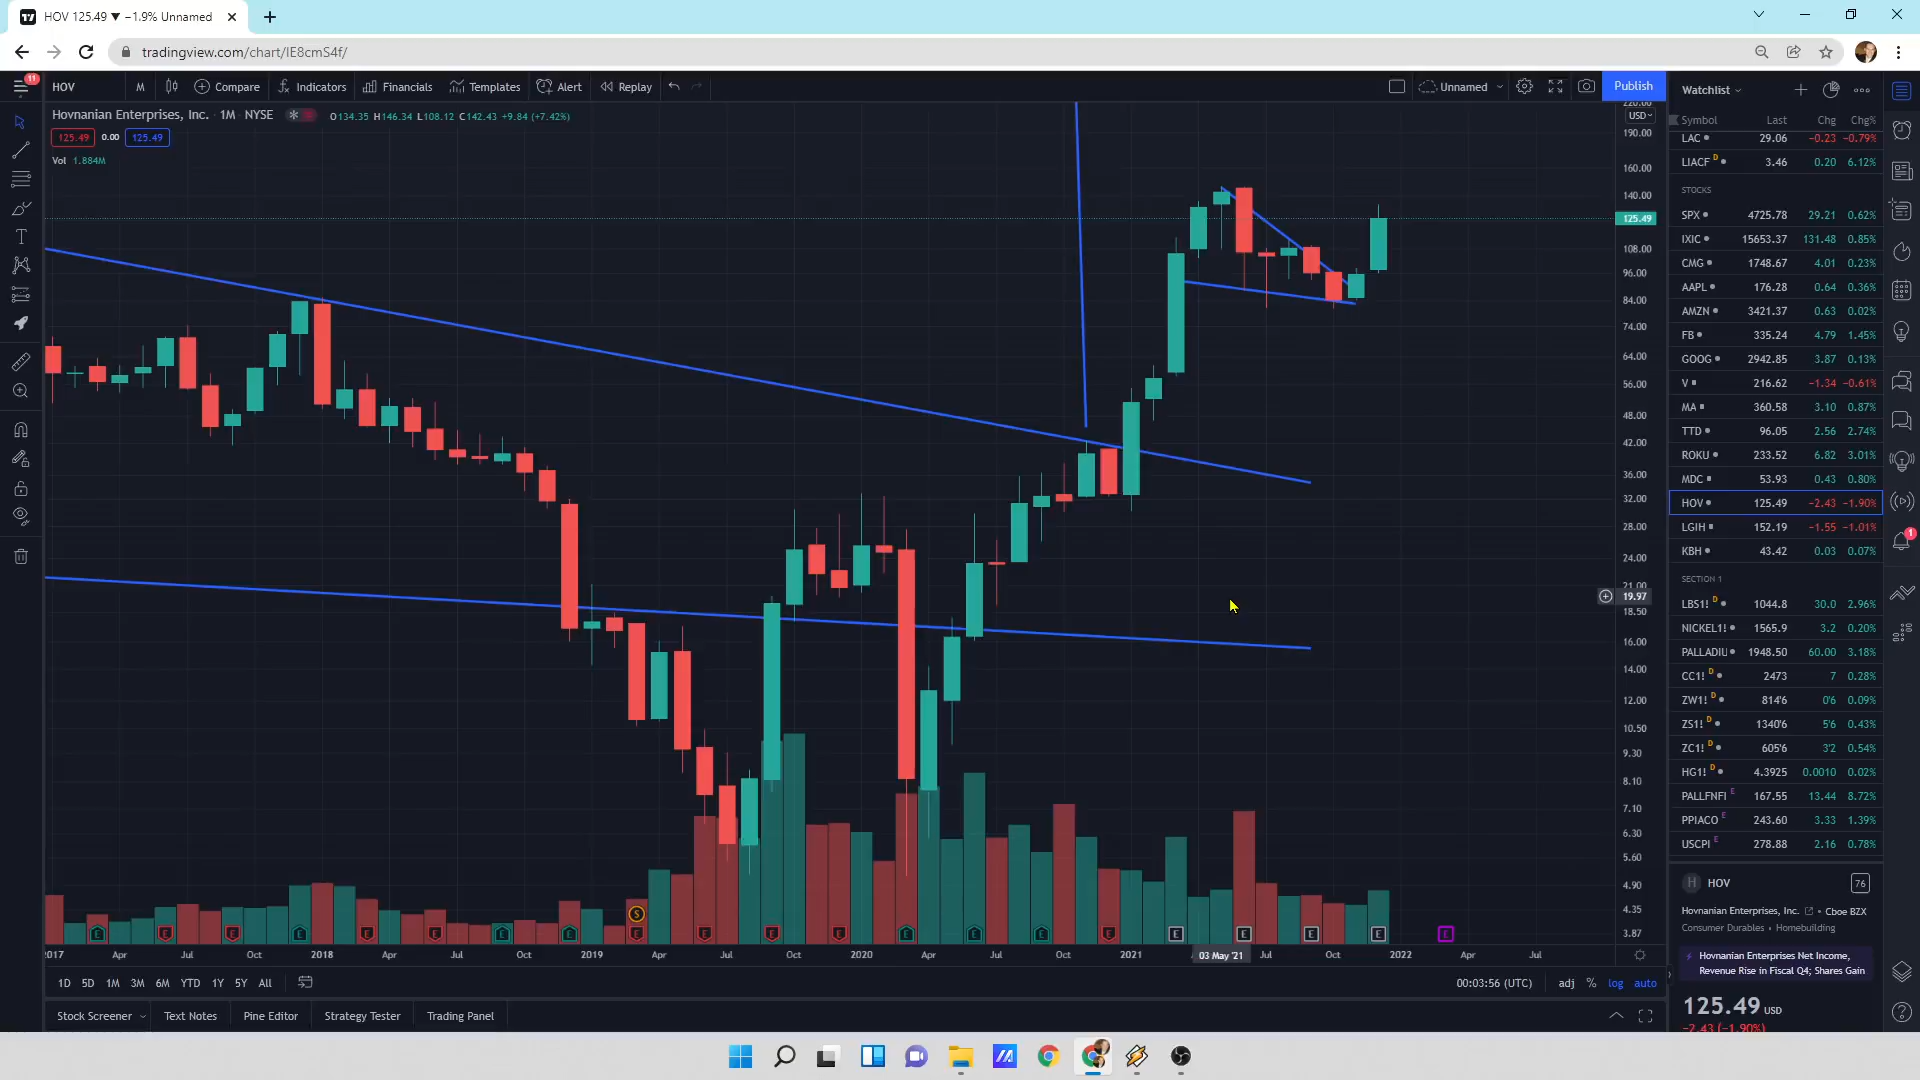 HOV 125.49 ▼ −1.9% Unnamed
tradingview.com/chart/IE8cmS4f/
11
HOV M Compare Indicators Financials Templates Alert Replay Unnamed Publish
Hovnanian Enterprises, Inc. · 1M · NYSE O134.35 H146.34 L108.12 C142.43 +9.84 (+7.42%)
125.49 0.00 125.49
Vol 1.884M
USD
220.00
190.00
160.00
140.00
125.49
108.00
96.00
84.00
74.00
64.00
56.00
48.00
42.00
36.00
32.00
28.00
24.00
21.00
19.97
18.50
16.00
14.00
12.00
10.50
9.30
8.10
7.10
6.30
5.60
4.90
4.35
3.87
S
E E E E E E E E E E E E E E E E E E E E E
2017 Apr Jul Oct 2018 Apr Jul Oct 2019 Apr Jul Oct 2020 Apr Jul Oct 2021 03 May '21 Jul Oct 2022 Apr Jul
1D 5D 1M 3M 6M YTD 1Y 5Y All 00:03:56 (UTC) adj % log auto
Stock Screener Text Notes Pine Editor Strategy Tester Trading Panel
Watchlist
Symbol Last Chg Chg%
LAC 29.06 −0.23 −0.79%
LIACF D 3.46 0.20 6.12%
STOCKS
SPX 4725.78 29.21 0.62%
IXIC 15653.37 131.48 0.85%
CMG 1748.67 4.01 0.23%
AAPL 176.28 0.64 0.36%
AMZN 3421.37 0.63 0.02%
FB 335.24 4.79 1.45%
GOOG 2942.85 3.87 0.13%
V 216.62 −1.34 −0.61%
MA 360.58 3.10 0.87%
TTD 96.05 2.56 2.74%
ROKU 233.52 6.82 3.01%
MDC 53.93 0.43 0.80%
HOV 125.49 −2.43 −1.90%
LGIH 152.19 −1.55 −1.01%
KBH 43.42 0.03 0.07%
SECTION 1
LBS1! D 1044.8 30.0 2.96%
NICKEL1! 1565.9 3.2 0.20%
PALLADIU 1948.50 60.00 3.18%
CC1! D 2473 7 0.28%
ZW1! D 814'6 0'6 0.09%
ZS1! D 1340'6 5'6 0.43%
ZC1! D 605'6 3'2 0.54%
HG1! D 4.3925 0.0010 0.02%
PALLFNFI E 167.55 13.44 8.72%
PPIACO E 243.60 3.33 1.39%
USCPI E 278.88 2.16 0.78%
H HOV 76
Hovnanian Enterprises, Inc. • Cboe BZX
Consumer Durables • Homebuilding
Hovnanian Enterprises Net Income,
Revenue Rise in Fiscal Q4; Shares Gain
125.49 USD
−2.43 (−1.90%)
1